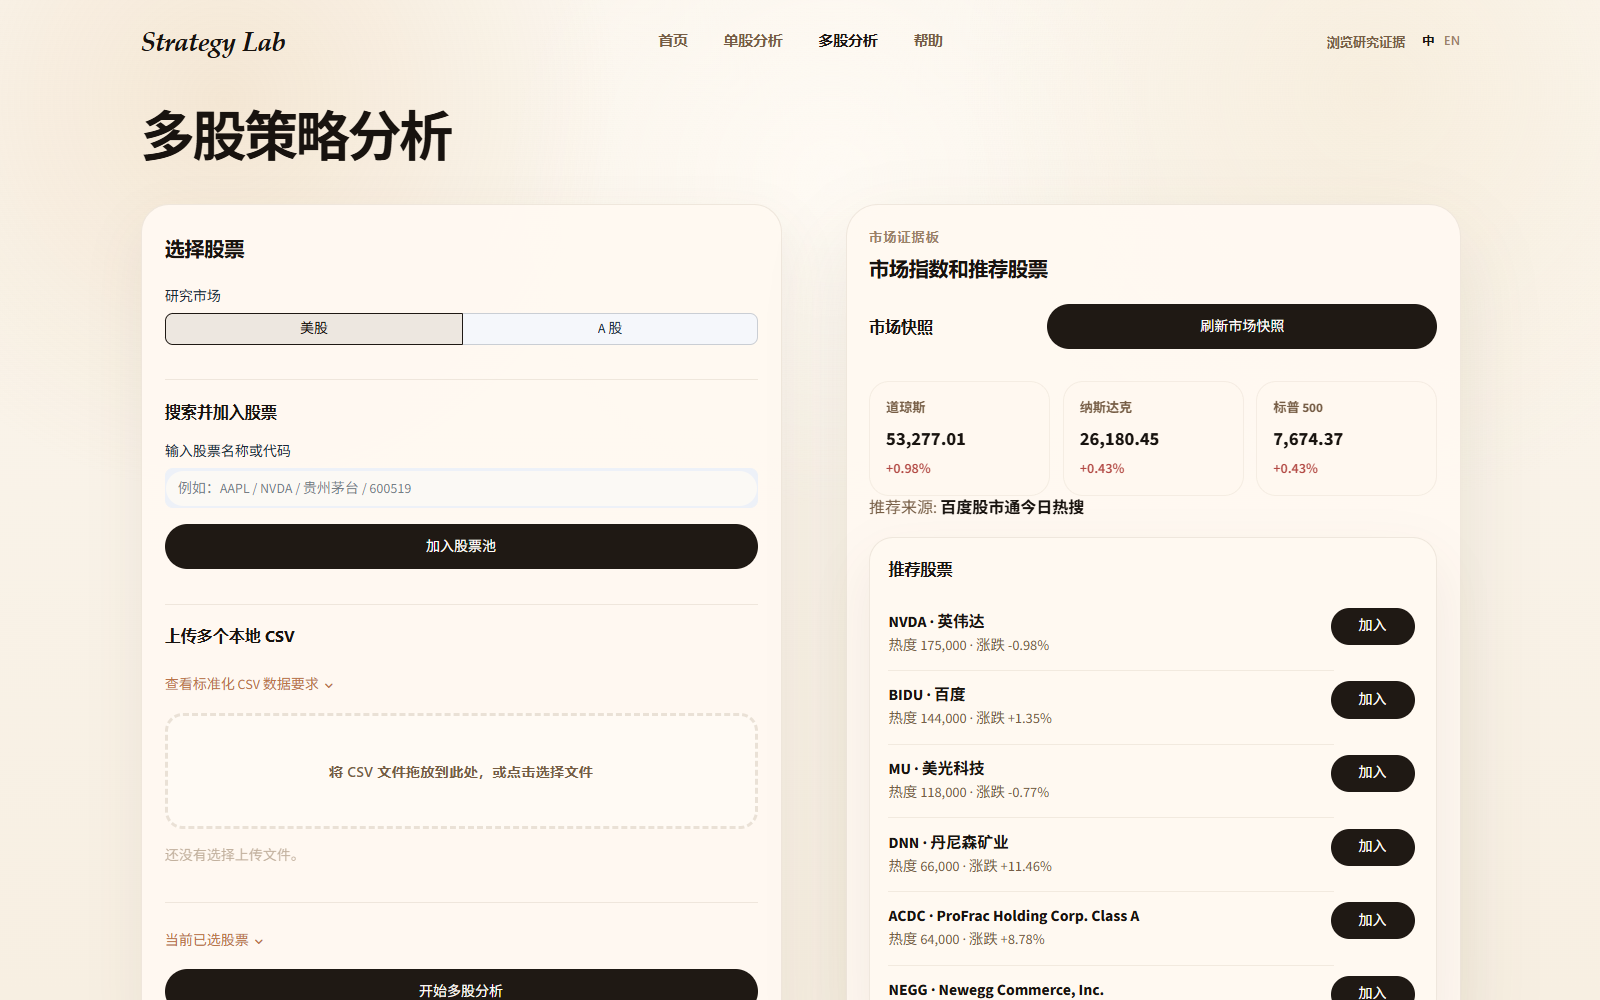 Strategy Lab
首页 单股分析 多股分析 帮助
浏览研究证据 中 EN
多股策略分析
选择股票
研究市场
美股 A 股
搜索并加入股票
输入股票名称或代码
例如：AAPL / NVDA / 贵州茅台 / 600519
加入股票池
上传多个本地 CSV
查看标准化 CSV 数据要求
将 CSV 文件拖放到此处，或点击选择文件
还没有选择上传文件。
当前已选股票
开始多股分析
市场证据板
市场指数和推荐股票
市场快照 刷新市场快照
道琼斯 纳斯达克 标普 500
53,277.01 26,180.45 7,674.37
+0.98% +0.43% +0.43%
推荐来源: 百度股市通今日热搜
推荐股票
NVDA · 英伟达
热度 175,000 · 涨跌 -0.98%
加入
BIDU · 百度
热度 144,000 · 涨跌 +1.35%
加入
MU · 美光科技
热度 118,000 · 涨跌 -0.77%
加入
DNN · 丹尼森矿业
热度 66,000 · 涨跌 +11.46%
加入
ACDC · ProFrac Holding Corp. Class A
热度 64,000 · 涨跌 +8.78%
加入
NEGG · Newegg Commerce, Inc.
加入